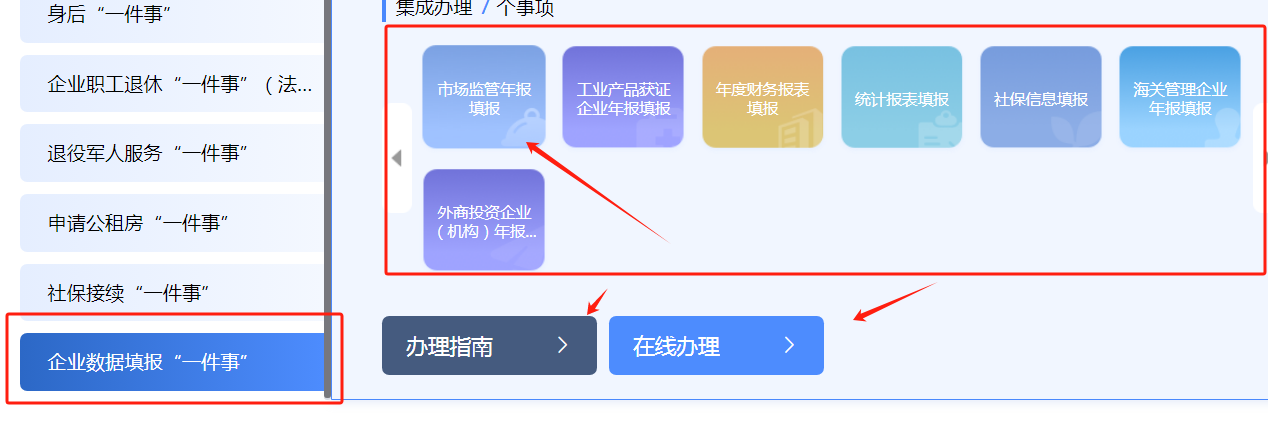 身后“一件事”
企业职工退休“一件事”（法...
退役军人服务“一件事”
申请公租房“一件事”
社保接续“一件事”
企业数据填报“一件事”
集成办理 7 个事项
市场监管年报
填报
工业产品获证
企业年报填报
年度财务报表
填报
统计报表填报
社保信息填报
海关管理企业
年报填报
外商投资企业
（机构）年报...
办理指南
在线办理